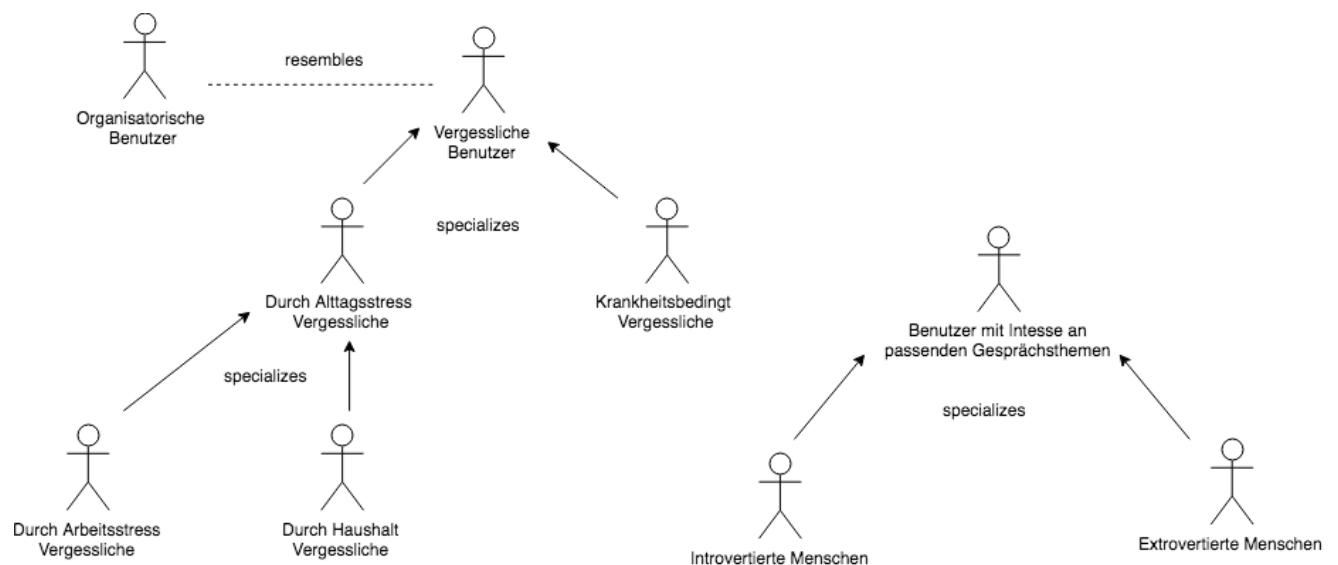 resembles
Organisatorische
Benutzer
Vergessliche
Benutzer
specializes
Durch Alttagsstress
Vergessliche
Krankheitsbedingt
Vergessliche
Benutzer mit Intesse an
passenden Gesprächsthemen
specializes
specializes
Durch Arbeitsstress
Vergessliche
Durch Haushalt
Vergessliche
Introvertierte Menschen
Extrovertierte Menschen